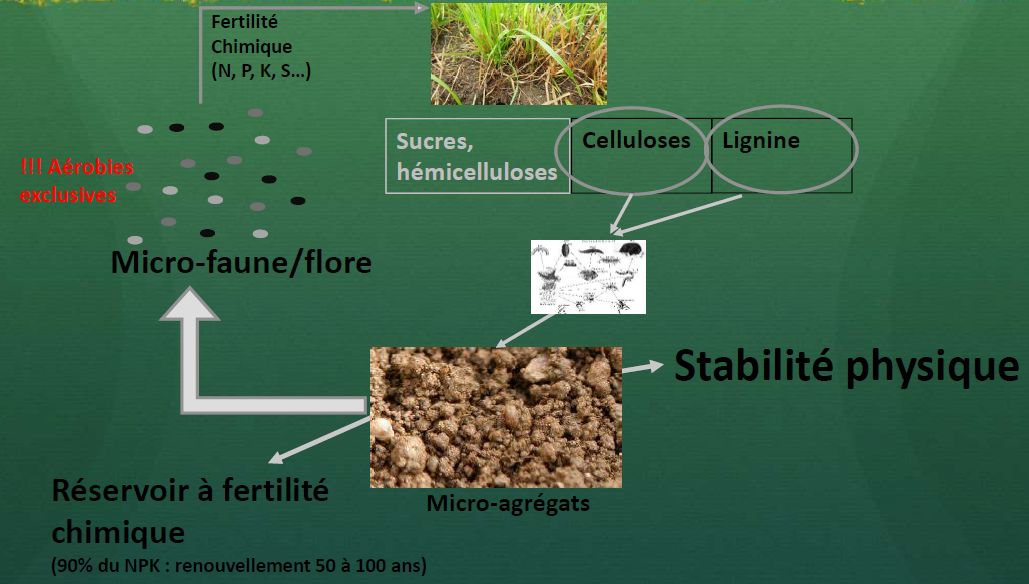 Fertilité
Chimique
(N, P, K, S...)
Sucres,
hémicelluloses
Celluloses
Lignine
!!! Aérobies
exclusives
Micro-faune/flore
Stabilité physique
Réservoir à fertilité
chimique
(90% du NPK : renouvellement 50 à 100 ans)
Micro-agrégats